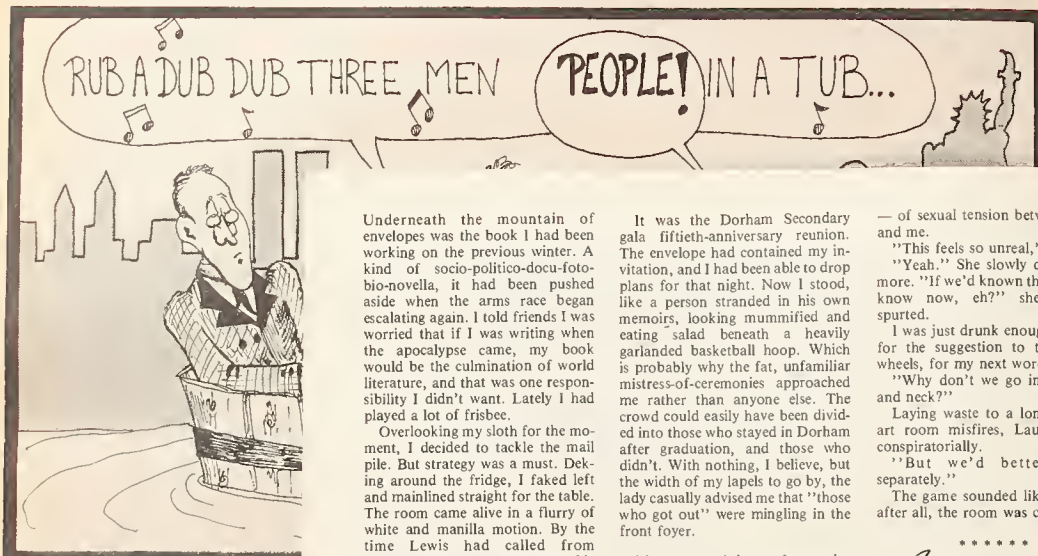 RUB A DUB DUB THREE MEN PEOPLE! IN A TUB...
Underneath the mountain of
envelopes was the book I had been
working on the previous winter. A
kind of socio-politico-docu-foto-
bio-novella, it had been pushed
aside when the arms race began
escalating again. I told friends I was
worried that if I was writing when
the apocalypse came, my book
would be the culmination of world
literature, and that was one respon-
sibility I didn't want. Lately I had
played a lot of frisbee.
Overlooking my sloth for the mo-
ment, I decided to tackle the mail
pile. But strategy was a must. Dek-
ing around the fridge, I faked left
and mainlined straight for the table.
The room came alive in a flurry of
white and manilla motion. By the
time Lewis had called from
It was the Dorham Secondary
gala fiftieth-anniversary reunion.
The envelope had contained my in-
vitation, and I had been able to drop
plans for that night. Now I stood,
like a person stranded in his own
memoirs, looking mummified and
eating salad beneath a heavily
garlanded basketball hoop. Which
is probably why the fat, unfamiliar
mistress-of-ceremonies approached
me rather than anyone else. The
crowd could easily have been divid-
ed into those who stayed in Dorham
after graduation, and those who
didn't. With nothing, I believe, but
the width of my lapels to go by, the
lady casually advised me that "those
who got out" were mingling in the
front foyer.
— of sexual tension betw
and me.
"This feels so unreal,"
"Yeah." She slowly d
more. "If we'd known th
know now, eh?" she
spurted.
I was just drunk enoug
for the suggestion to t
wheels, for my next wor
"Why don't we go in
and neck?"
Laying waste to a lon
art room misfires, Lau
conspiratorially.
"But we'd bette
separately."
The game sounded lik
after all, the room was c
* * * * * *